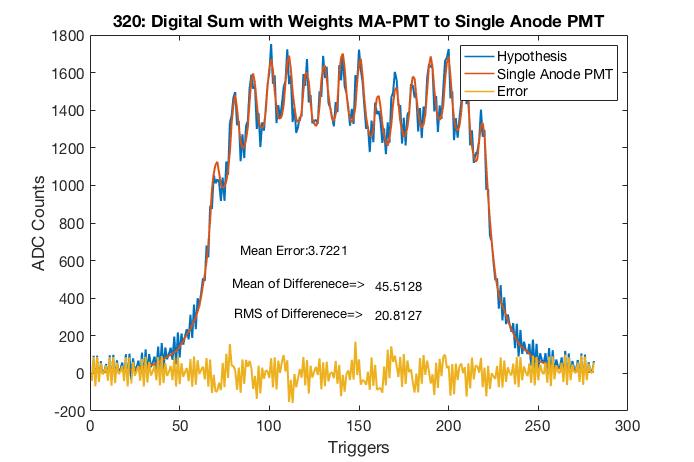 320: Digital Sum with Weights MA-PMT to Single Anode PMT
1800
1600
1400
1200
1000
800
600
400
200
0
-200
ADC Counts
Hypothesis
Single Anode PMT
Error
Mean Error:3.7221
Mean of Differenece=> 45.5128
RMS of Differenece=> 20.8127
0 50 100 150 200 250 300
Triggers